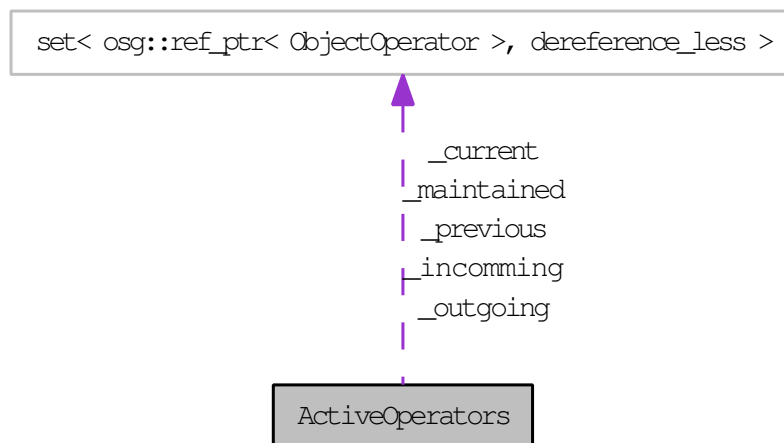 set< osg::ref_ptr< ObjectOperator >, dereference_less >
_current
_maintained
_previous
_incomming
_outgoing
ActiveOperators